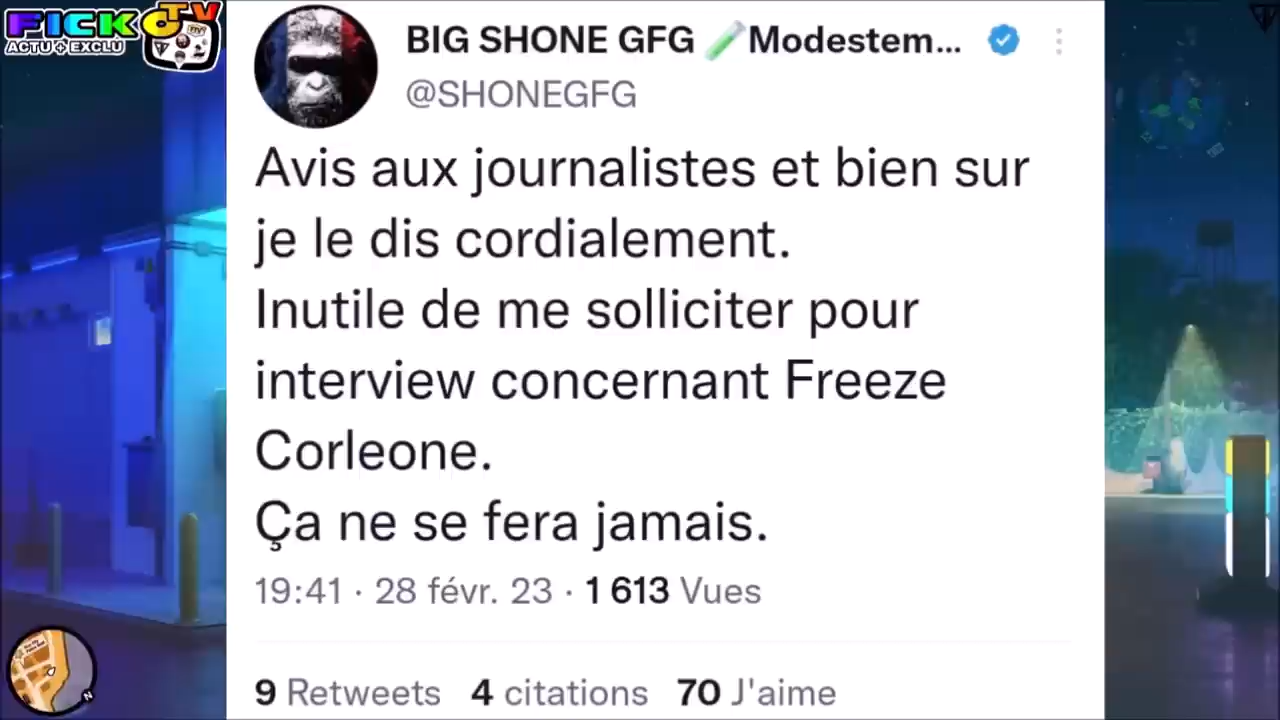 FICKO TV
ACTU + EXCLU
BIG SHONE GFG Modestem...
@SHONEGFG
Avis aux journalistes et bien sur
je le dis cordialement.
Inutile de me solliciter pour
interview concernant Freeze
Corleone.
Ça ne se fera jamais.
19:41 · 28 févr. 23 · 1 613 Vues
9 Retweets 4 citations 70 J'aime
N